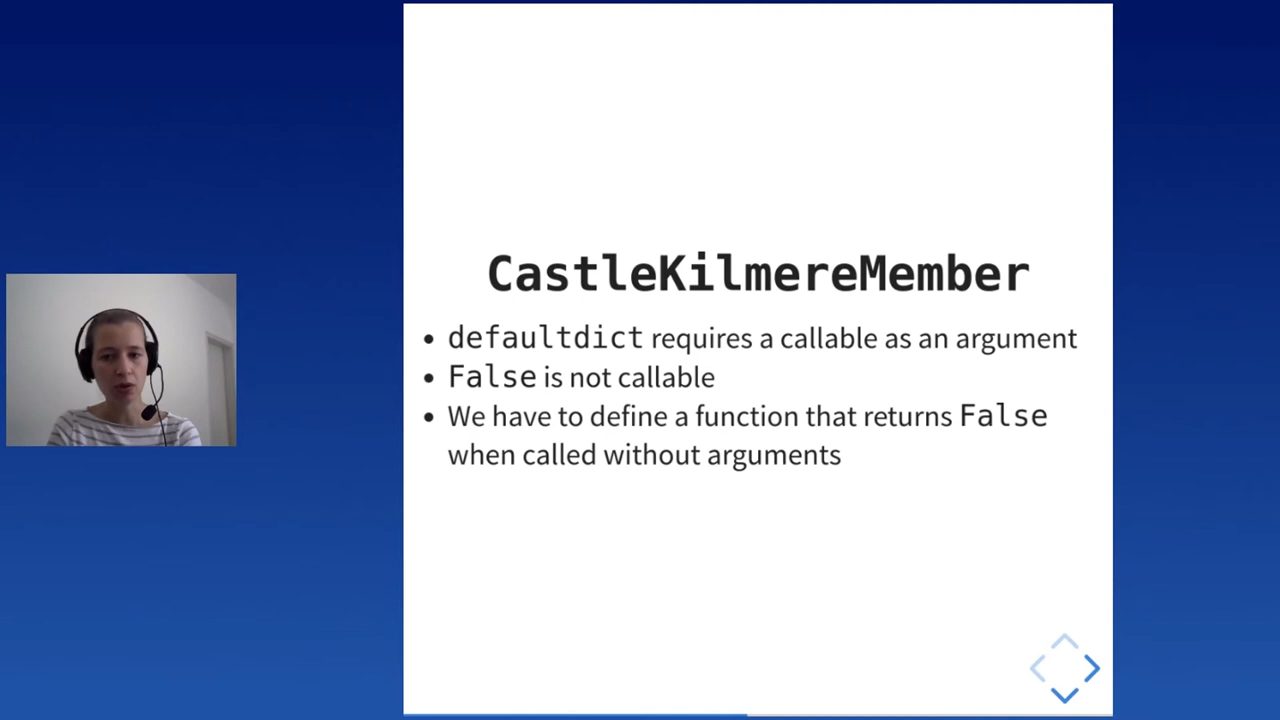 CastleKilmereMember
• defaultdict requires a callable as an argument
• False is not callable
• We have to define a function that returns False
when called without arguments